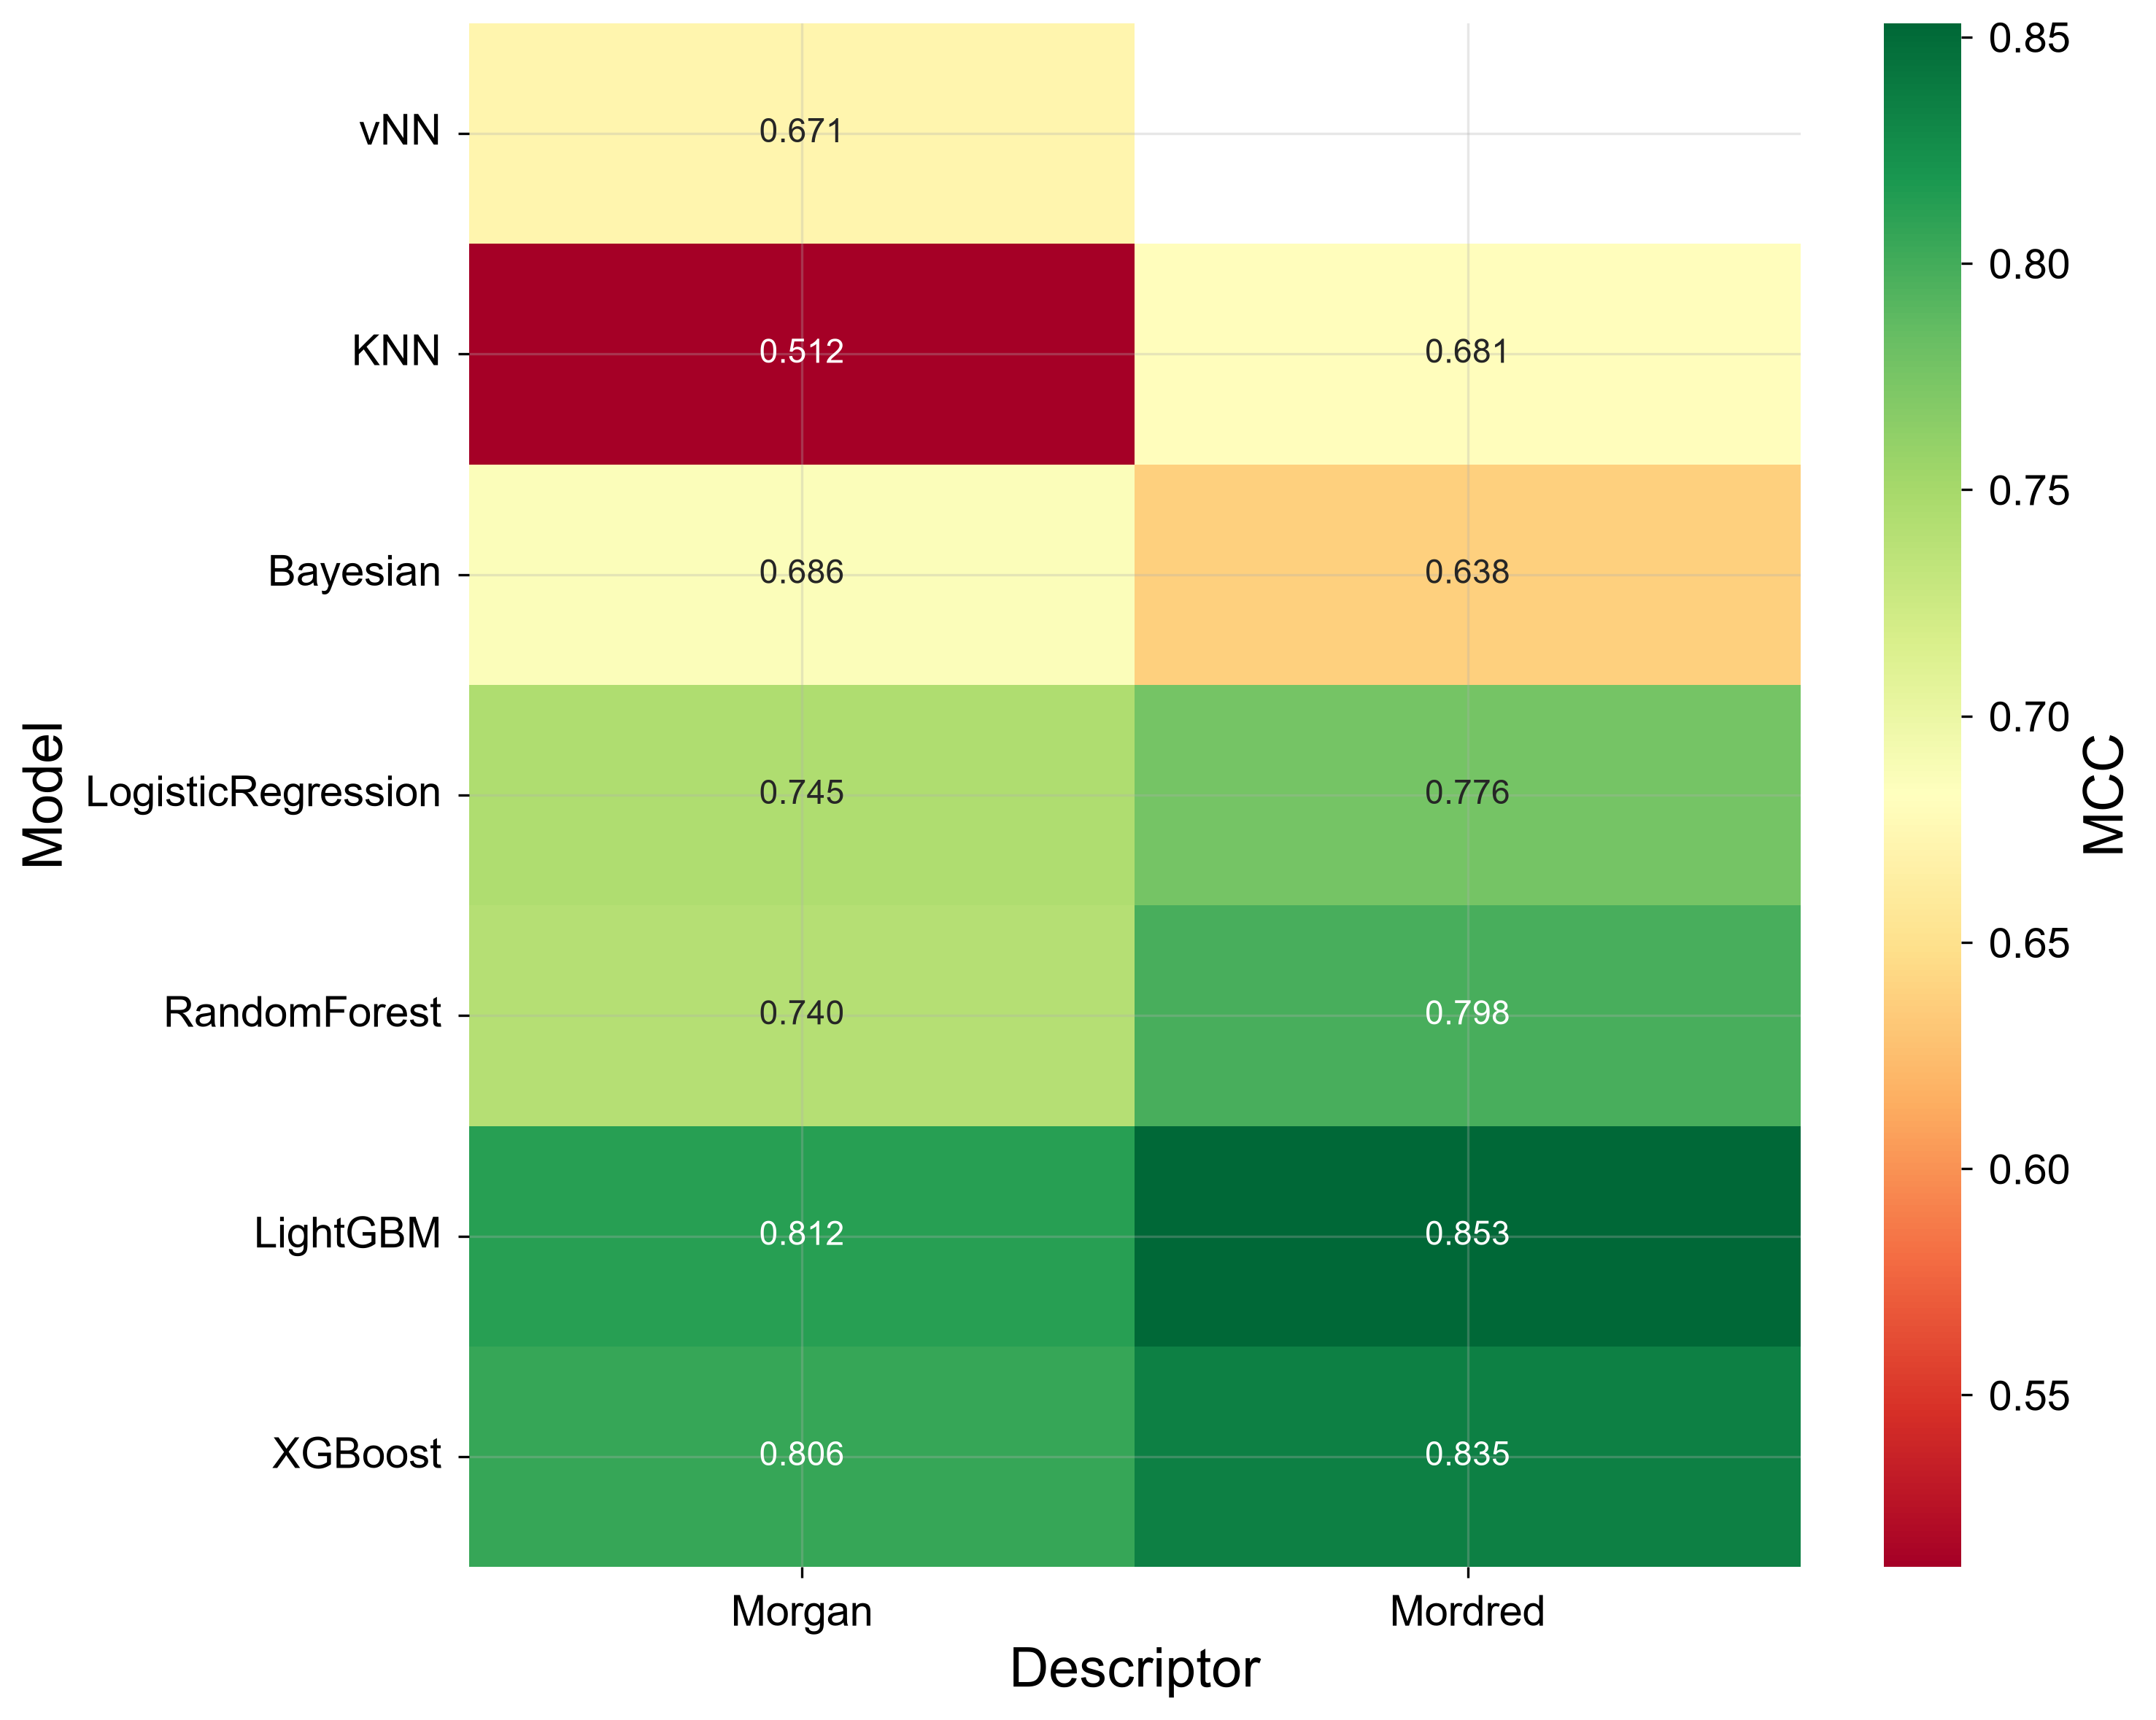 Model
vNN
0.671
KNN
0.512
0.681
Bayesian
0.686
0.638
LogisticRegression
0.745
0.776
RandomForest
0.740
0.798
LightGBM
0.812
0.853
XGBoost
0.806
0.835
Morgan
Mordred
Descriptor
0.85
0.80
0.75
0.70
0.65
0.60
0.55
MCC